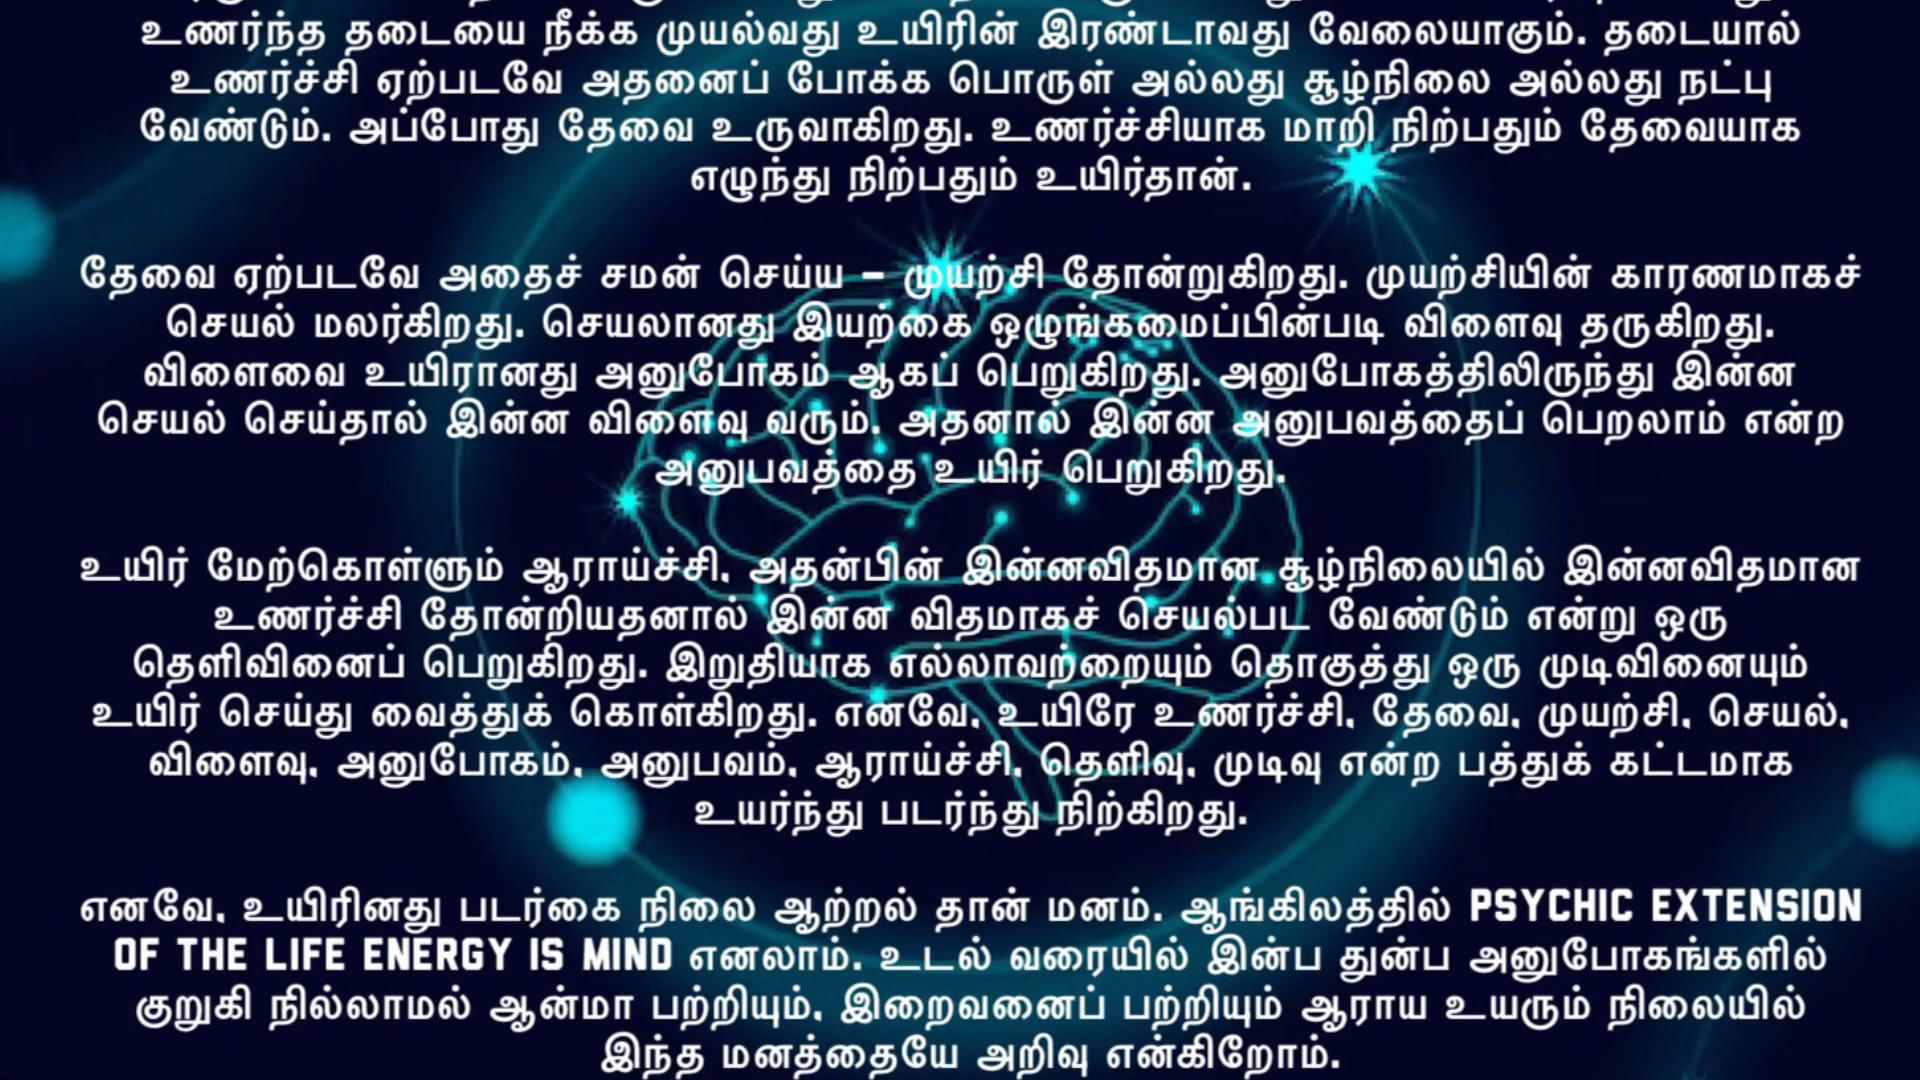 உணர்ந்த தடையை நீக்க முயல்வது உயிரின் இரண்டாவது வேலையாகும். தடையால்
உணர்ச்சி ஏற்படவே அதனைப் போக்க பொருள் அல்லது சூழ்நிலை அல்லது நட்பு
வேண்டும். அப்போது தேவை உருவாகிறது. உணர்ச்சியாக மாறி நிற்பதும் தேவையாக
எழுந்து நிற்பதும் உயிர்தான்.
தேவை ஏற்படவே அதைச் சமன் செய்ய – முயற்சி தோன்றுகிறது. முயற்சியின் காரணமாகச்
செயல் மலர்கிறது. செயலானது இயற்கை ஒழுங்கமைப்பின்படி விளைவு தருகிறது.
விளைவை உயிரானது அனுபோகம் ஆகப் பெறுகிறது. அனுபோகத்திலிருந்து இன்ன
செயல் செய்தால் இன்ன விளைவு வரும், அதனால் இன்ன அனுபவத்தைப் பெறலாம் என்ற
அனுபவத்தை உயிர் பெறுகிறது.
உயிர் மேற்கொள்ளும் ஆராய்ச்சி, அதன்பின் இன்னவிதமான சூழ்நிலையில் இன்னவிதமான
உணர்ச்சி தோன்றியதனால் இன்ன விதமாகச் செயல்பட வேண்டும் என்று ஒரு
தெளிவினைப் பெறுகிறது. இறுதியாக எல்லாவற்றையும் தொகுத்து ஒரு முடிவினையும்
உயிர் செய்து வைத்துக் கொள்கிறது. எனவே, உயிரே உணர்ச்சி, தேவை, முயற்சி, செயல்,
விளைவு, அனுபோகம், அனுபவம், ஆராய்ச்சி, தெளிவு, முடிவு என்ற பத்துக் கட்டமாக
உயர்ந்து படர்ந்து நிற்கிறது.
எனவே, உயிரினது படர்கை நிலை ஆற்றல் தான் மனம். ஆங்கிலத்தில் PSYCHIC EXTENSION
OF THE LIFE ENERGY IS MIND எனலாம். உடல் வரையில் இன்ப துன்ப அனுபோகங்களில்
குறுகி நில்லாமல் ஆன்மா பற்றியும், இறைவனைப் பற்றியும் ஆராய உயரும் நிலையில்
இந்த மனத்தையே அறிவு என்கிறோம்.